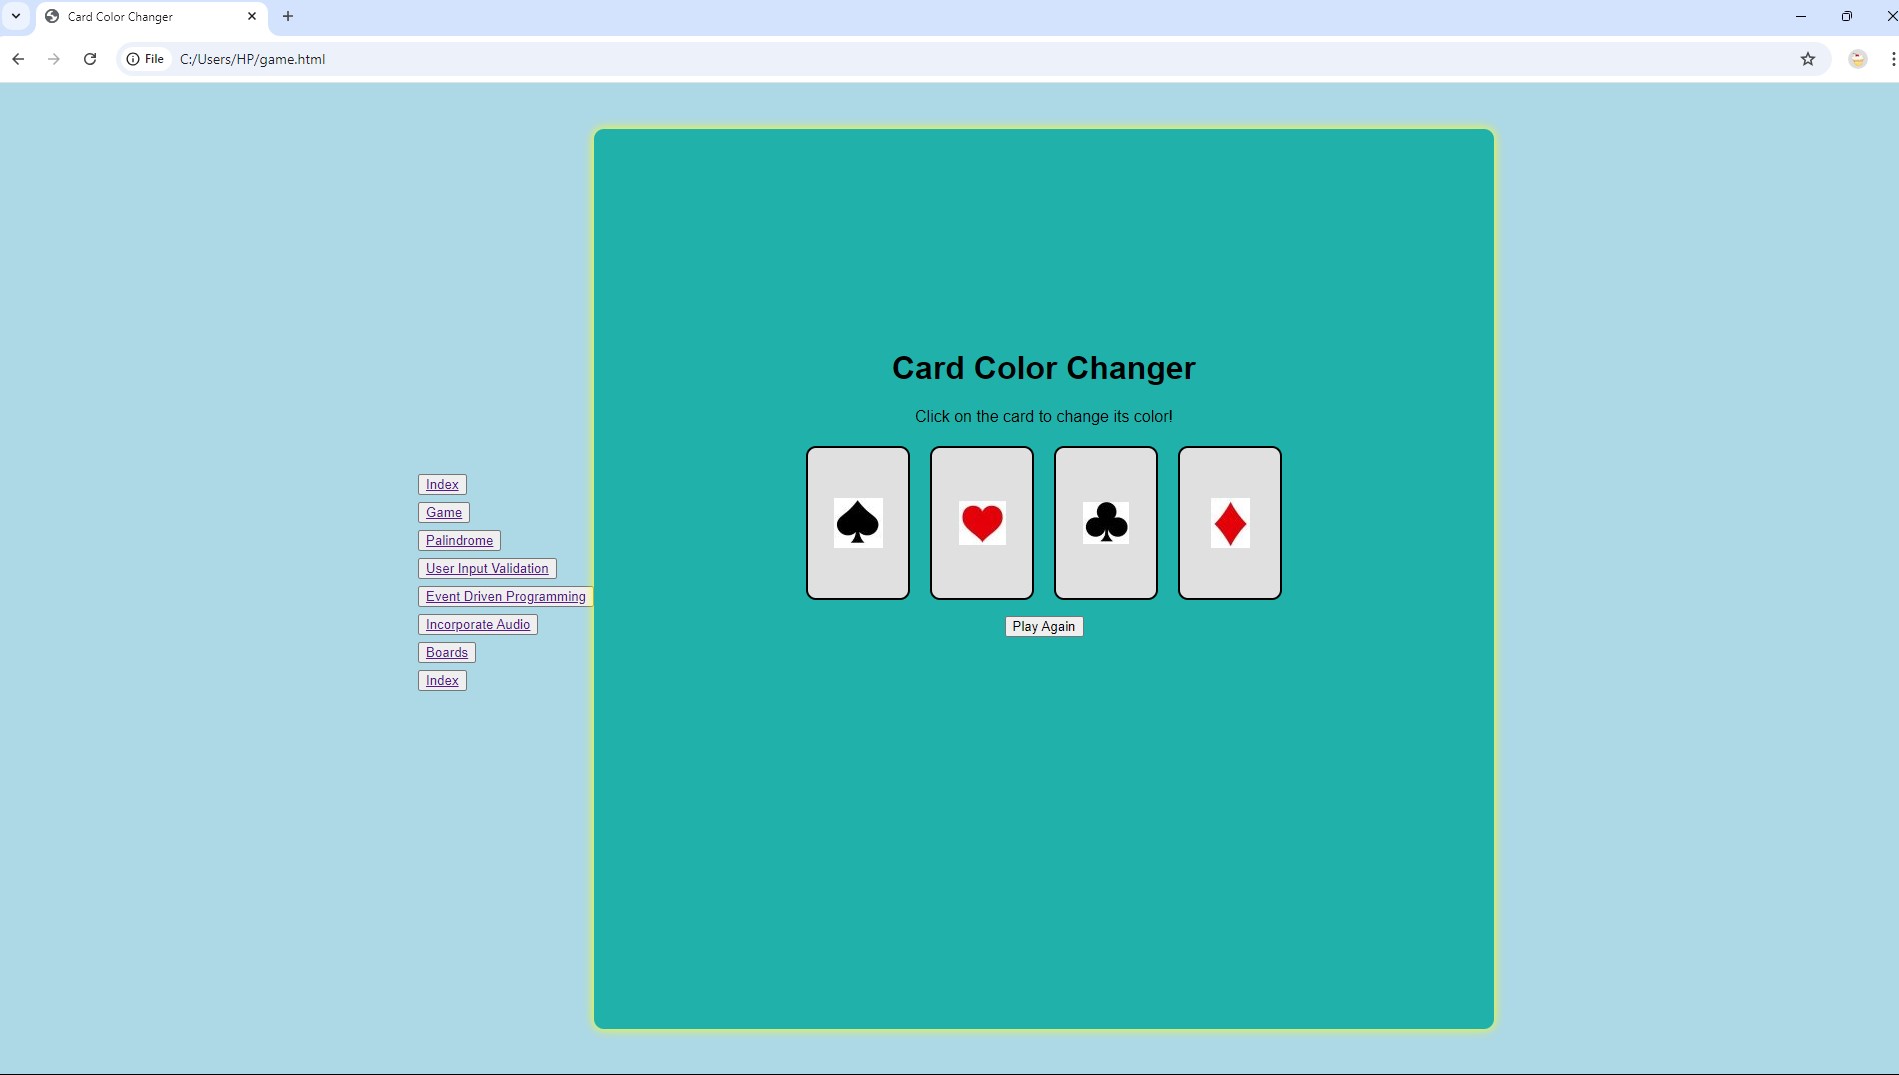 Card Color Changer
File C:/Users/HP/game.html
Card Color Changer
Click on the card to change its color!
Index
Game
Palindrome
User Input Validation
Event Driven Programming
Incorporate Audio
Boards
Index
Play Again